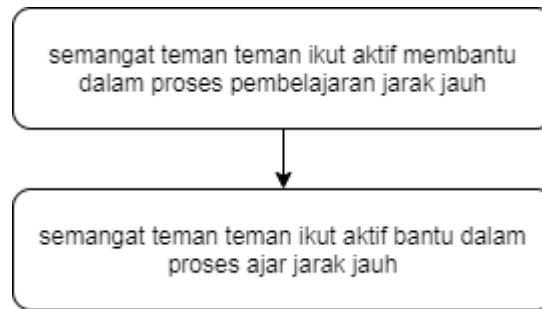 semangat teman teman ikut aktif membantu
dalam proses pembelajaran jarak jauh
semangat teman teman ikut aktif bantu dalam
proses ajar jarak jauh